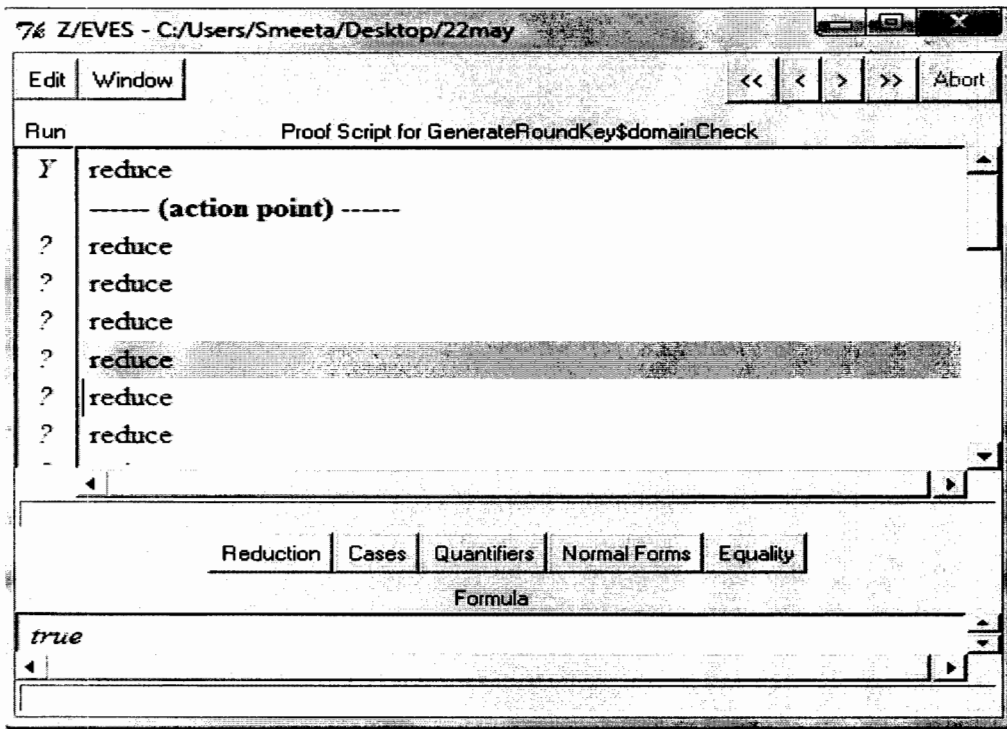 Z/EVES - C:/Users/Smeeta/Desktop/22may
Edit Window << < > >> Abort
Run Proof Script for GenerateRoundKey$domainCheck
Y reduce
------ (action point) ------
? reduce
? reduce
? reduce
? reduce
? reduce
? reduce
Reduction Cases Quantifiers Normal Forms Equality
Formula
true